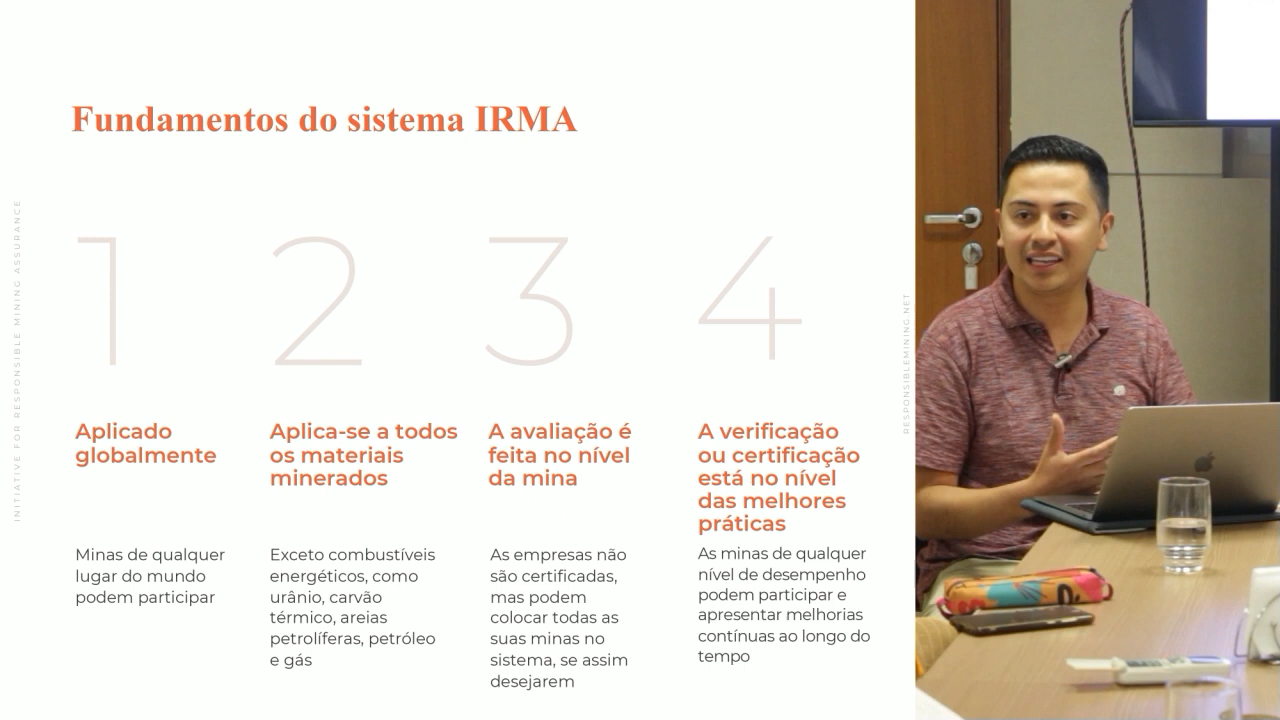 Fundamentos do sistema IRMA
INITIATIVE FOR RESPONSIBLE MINING ASSURANCE
1
Aplicado
globalmente
Minas de qualquer
lugar do mundo
podem participar
2
Aplica-se a todos
os materiais
minerados
Exceto combustíveis
energéticos, como
urânio, carvão
térmico, areias
petrolíferas, petróleo
e gás
3
A avaliação é
feita no nível
da mina
As empresas não
são certificadas,
mas podem
colocar todas as
suas minas no
sistema, se assim
desejarem
4
A verificação
ou certificação
está no nível
das melhores
práticas
As minas de qualquer
nível de desempenho
podem participar e
apresentar melhorias
contínuas ao longo do
tempo
RESPONSIBLEMINING.NET